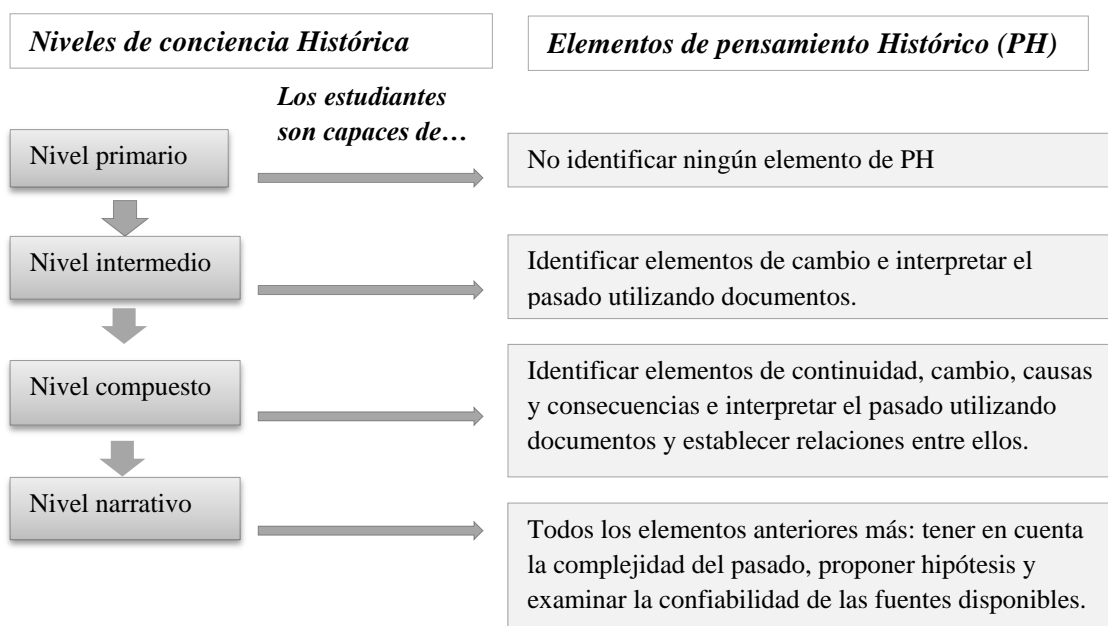 Niveles de conciencia Histórica
Elementos de pensamiento Histórico (PH)
Los estudiantes
son capaces de…
Nivel primario
No identificar ningún elemento de PH
Nivel intermedio
Identificar elementos de cambio e interpretar el
pasado utilizando documentos.
Nivel compuesto
Identificar elementos de continuidad, cambio, causas
y consecuencias e interpretar el pasado utilizando
documentos y establecer relaciones entre ellos.
Nivel narrativo
Todos los elementos anteriores más: tener en cuenta
la complejidad del pasado, proponer hipótesis y
examinar la confiabilidad de las fuentes disponibles.